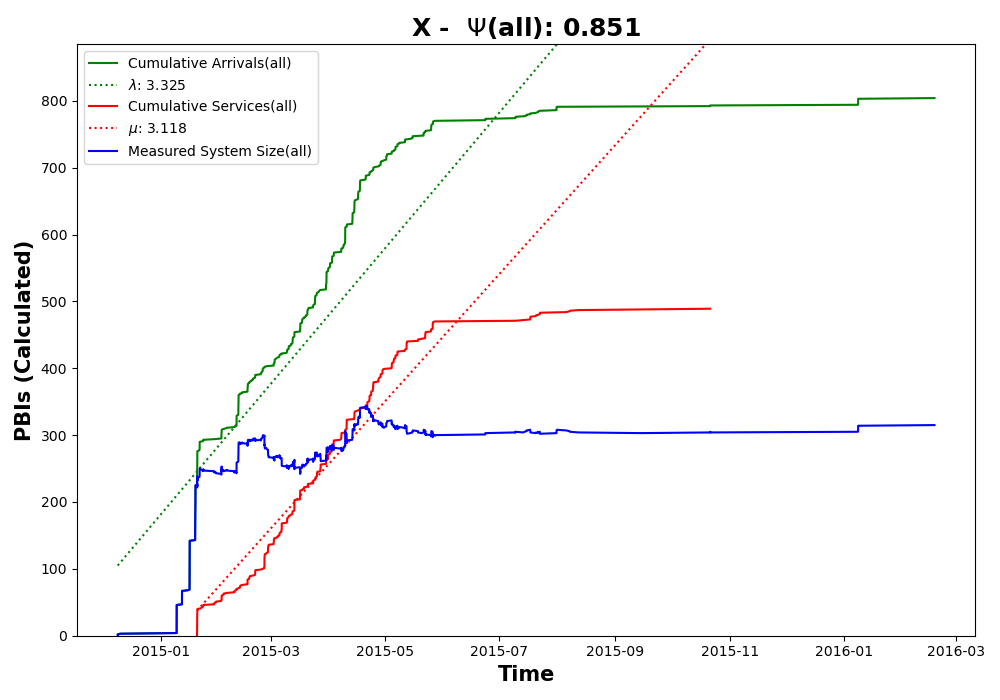 X - Ψ(all): 0.851
Cumulative Arrivals(all)
λ: 3.325
Cumulative Services(all)
μ: 3.118
Measured System Size(all)
PBIs (Calculated)
800
700
600
500
400
300
200
100
0
2015-01 2015-03 2015-05 2015-07 2015-09 2015-11 2016-01 2016-03
Time